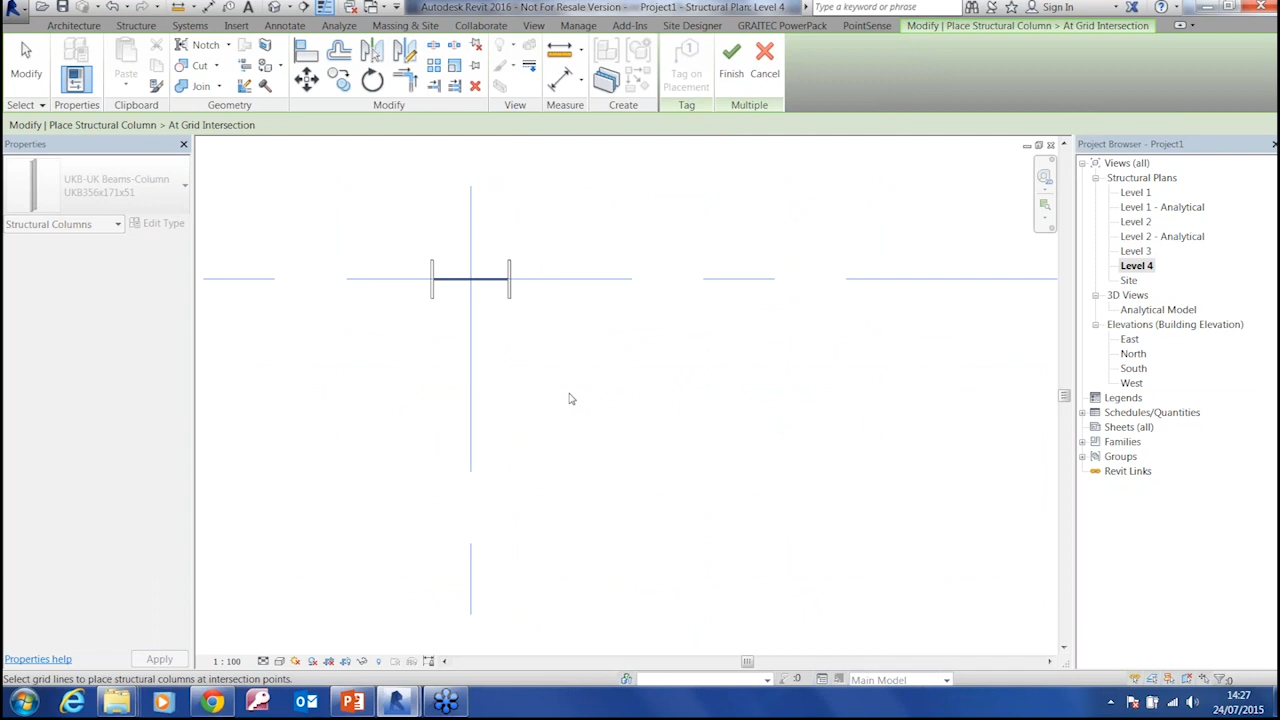 Autodesk Revit 2016 - Not For Resale Version - Project1 - Structural Plan: Level 4
Type a keyword or phrase
Sign In
Architecture Structure Systems Insert Annotate Analyze Massing & Site Collaborate View Manage Add-Ins Site Designer GRAITEC PowerPack PointSense Modify | Place Structural Column > At Grid Intersection
Modify Paste Notch Cut Join Tag on Placement Finish Cancel
Select Properties Clipboard Geometry Modify View Measure Create Tag Multiple
Modify | Place Structural Column > At Grid Intersection
Properties
UKB-UK Beams-Column
UKB356x171x51
Structural Columns
Edit Type
Project Browser - Project1
Views (all)
Structural Plans
Level 1
Level 1 - Analytical
Level 2
Level 2 - Analytical
Level 3
Level 4
Site
3D Views
Analytical Model
Elevations (Building Elevation)
East
North
South
West
Legends
Schedules/Quantities
Sheets (all)
Families
Groups
Revit Links
Properties help
Apply
1 : 100
Select grid lines to place structural columns at intersection points.
:0
Main Model
:0
14:27
24/07/2015